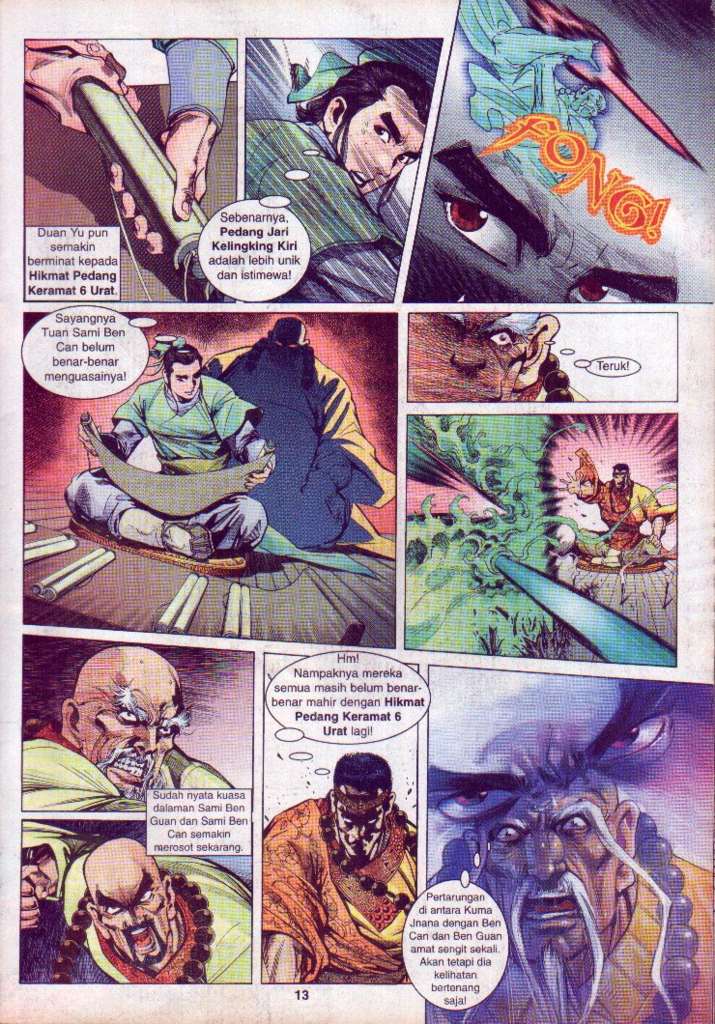 Duan Yu pun
semakin
berminat kepada
Hikmat Pedang
Keramat 6 Urat.
Sebenarnya,
Pedang Jari
Kelingking Kiri
adalah lebih unik
dan istimewa!
FONG!
Sayangnya
Tuan Sami Ben
Can belum
benar-benar
menguasainya!
Teruk!
Sudah nyata kuasa
dalaman Sami Ben
Guan dan Sami Ben
Can semakin
merosot sekarang.
Hm!
Nampaknya mereka
semua masih belum benar-
benar mahir dengan Hikmat
Pedang Keramat 6
Urat lagi!
Pertarungan
di antara Kuma
Jnana dengan Ben
Can dan Ben Guan
amat sengit sekali.
Akan tetapi dia
kelihatan
bertenang
saja!
13